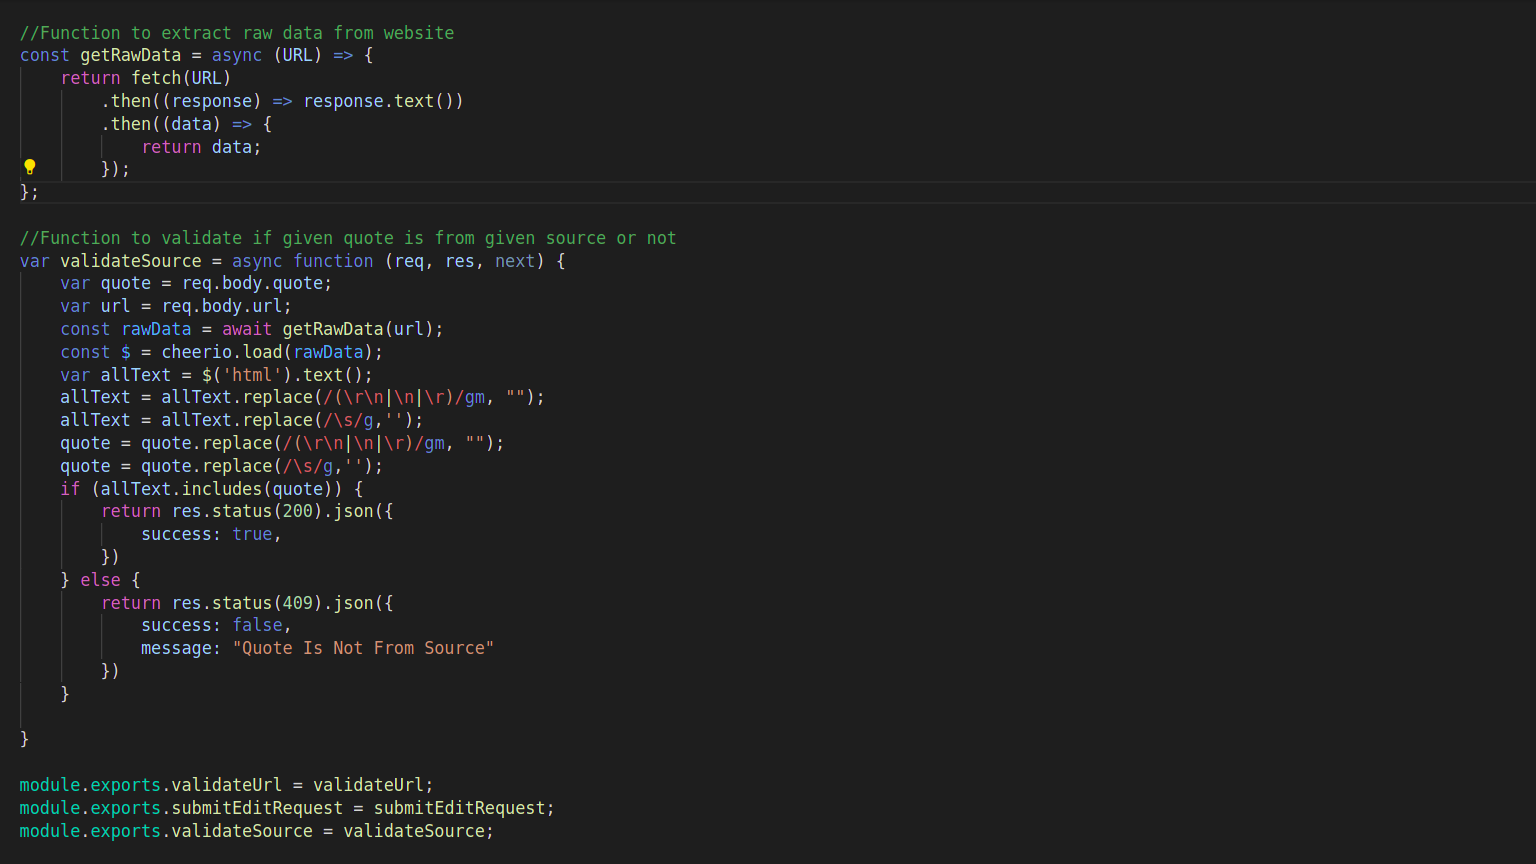 //Function to extract raw data from website
const getRawData = async (URL) => {
    return fetch(URL)
        .then((response) => response.text())
        .then((data) => {
            return data;
        });
};

//Function to validate if given quote is from given source or not
var validateSource = async function (req, res, next) {
    var quote = req.body.quote;
    var url = req.body.url;
    const rawData = await getRawData(url);
    const $ = cheerio.load(rawData);
    var allText = $('html').text();
    allText = allText.replace(/(\r\n|\n|\r)/gm, "");
    allText = allText.replace(/\s/g,'');
    quote = quote.replace(/(\r\n|\n|\r)/gm, "");
    quote = quote.replace(/\s/g,'');
    if (allText.includes(quote)) {
        return res.status(200).json({
            success: true,
        })
    } else {
        return res.status(409).json({
            success: false,
            message: "Quote Is Not From Source"
        })
    }

}

module.exports.validateUrl = validateUrl;
module.exports.submitEditRequest = submitEditRequest;
module.exports.validateSource = validateSource;